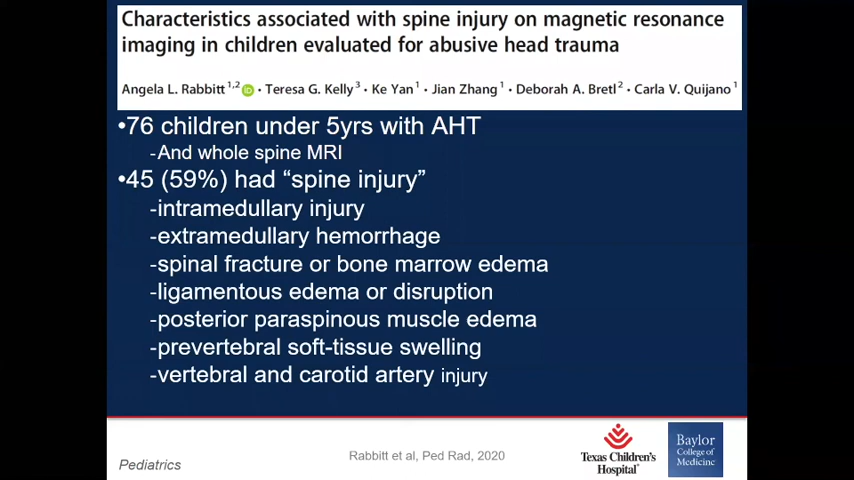 Characteristics associated with spine injury on magnetic resonance
imaging in children evaluated for abusive head trauma
Angela L. Rabbitt 1,2 iD · Teresa G. Kelly 3 · Ke Yan 1 · Jian Zhang 1 · Deborah A. Bretl 2 · Carla V. Quijano 1
•76 children under 5yrs with AHT
-And whole spine MRI
•45 (59%) had “spine injury”
-intramedullary injury
-extramedullary hemorrhage
-spinal fracture or bone marrow edema
-ligamentous edema or disruption
-posterior paraspinous muscle edema
-prevertebral soft-tissue swelling
-vertebral and carotid artery injury
Pediatrics
Rabbitt et al, Ped Rad, 2020
Texas Children's
Hospital®
Baylor
College of
Medicine